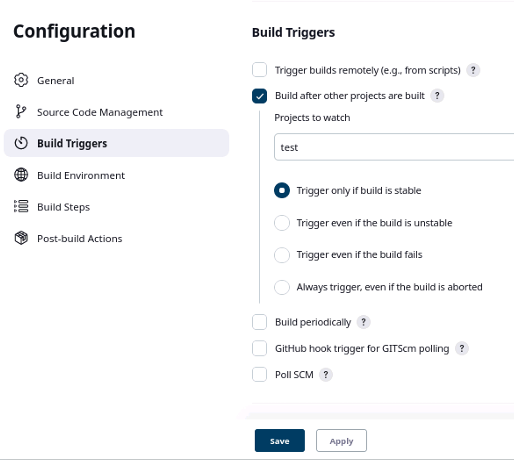 Configuration
General
Source Code Management
Build Triggers
Build Environment
Build Steps
Post-build Actions
Build Triggers
Trigger builds remotely (e.g., from scripts) ?
Build after other projects are built ?
Projects to watch
test
Trigger only if build is stable
Trigger even if the build is unstable
Trigger even if the build fails
Always trigger, even if the build is aborted
Build periodically ?
GitHub hook trigger for GITScm polling ?
Poll SCM ?
Save
Apply